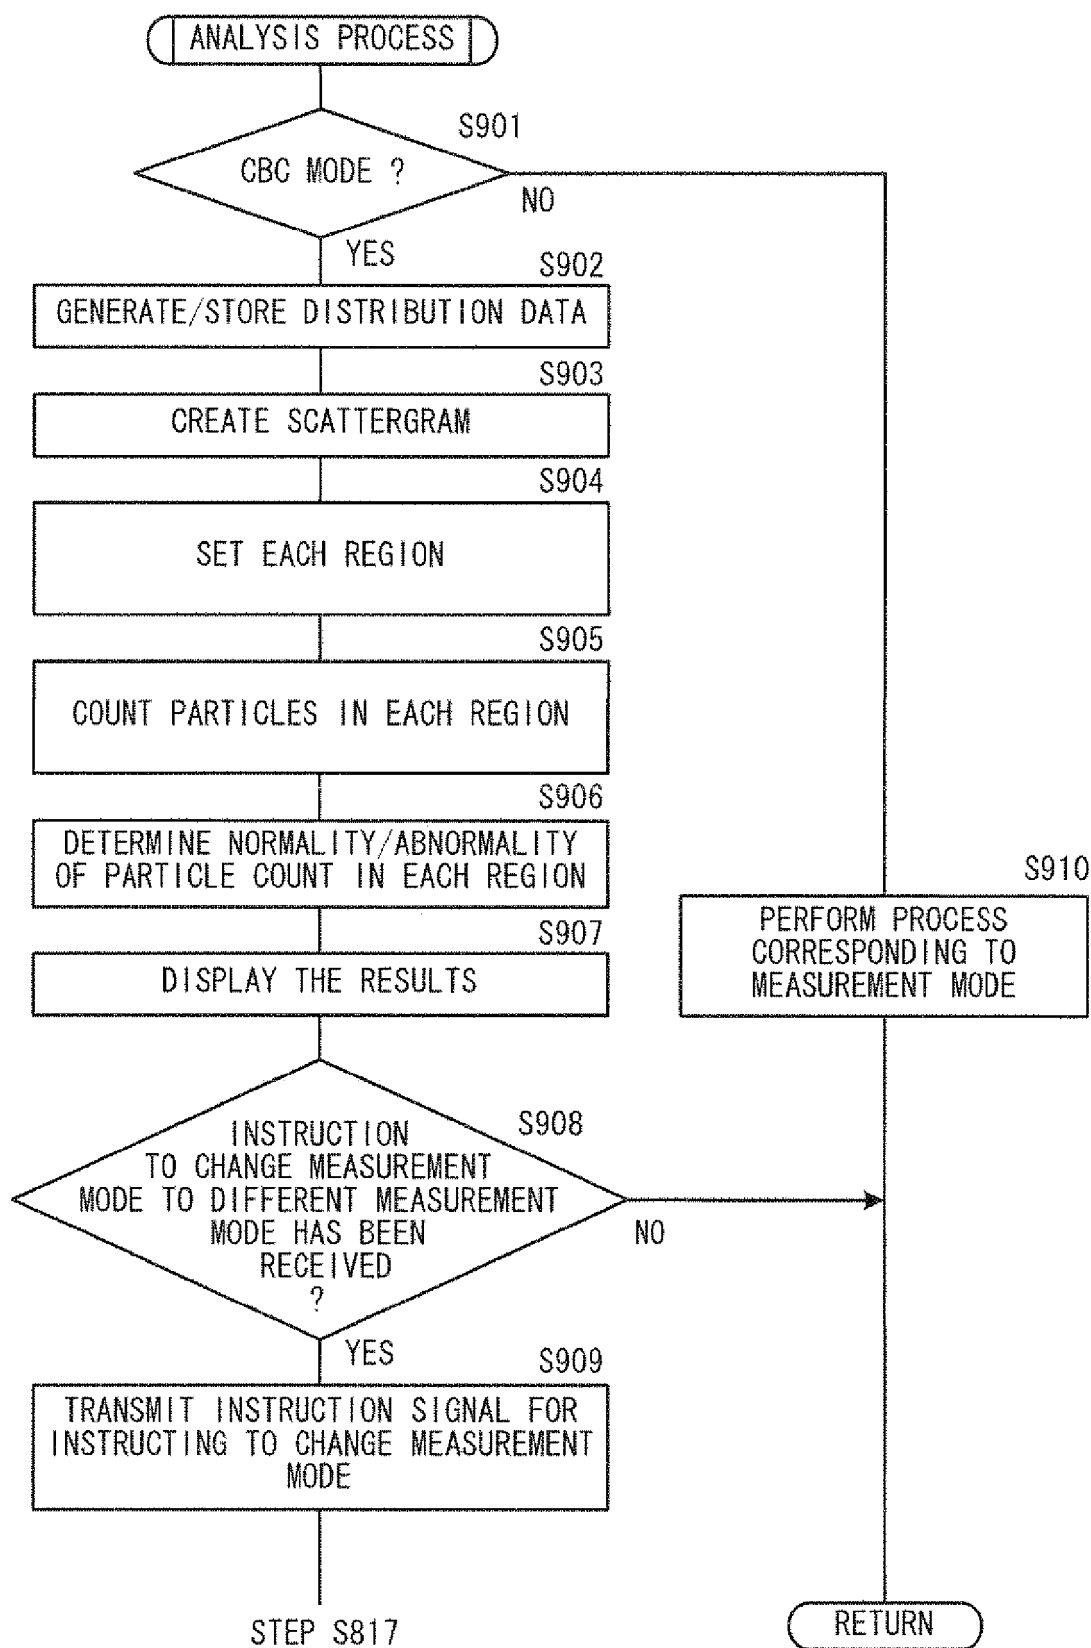 ANALYSIS PROCESS
S901
CBC MODE ?
NO
YES
S902
GENERATE/STORE DISTRIBUTION DATA
S903
CREATE SCATTERGRAM
S904
SET EACH REGION
S905
COUNT PARTICLES IN EACH REGION
S906
DETERMINE NORMALITY/ABNORMALITY
OF PARTICLE COUNT IN EACH REGION
S907
DISPLAY THE RESULTS
S910
PERFORM PROCESS
CORRESPONDING TO
MEASUREMENT MODE
S908
INSTRUCTION
TO CHANGE MEASUREMENT
MODE TO DIFFERENT MEASUREMENT
MODE HAS BEEN
RECEIVED
?
NO
YES
S909
TRANSMIT INSTRUCTION SIGNAL FOR
INSTRUCTING TO CHANGE MEASUREMENT
MODE
STEP S817
RETURN